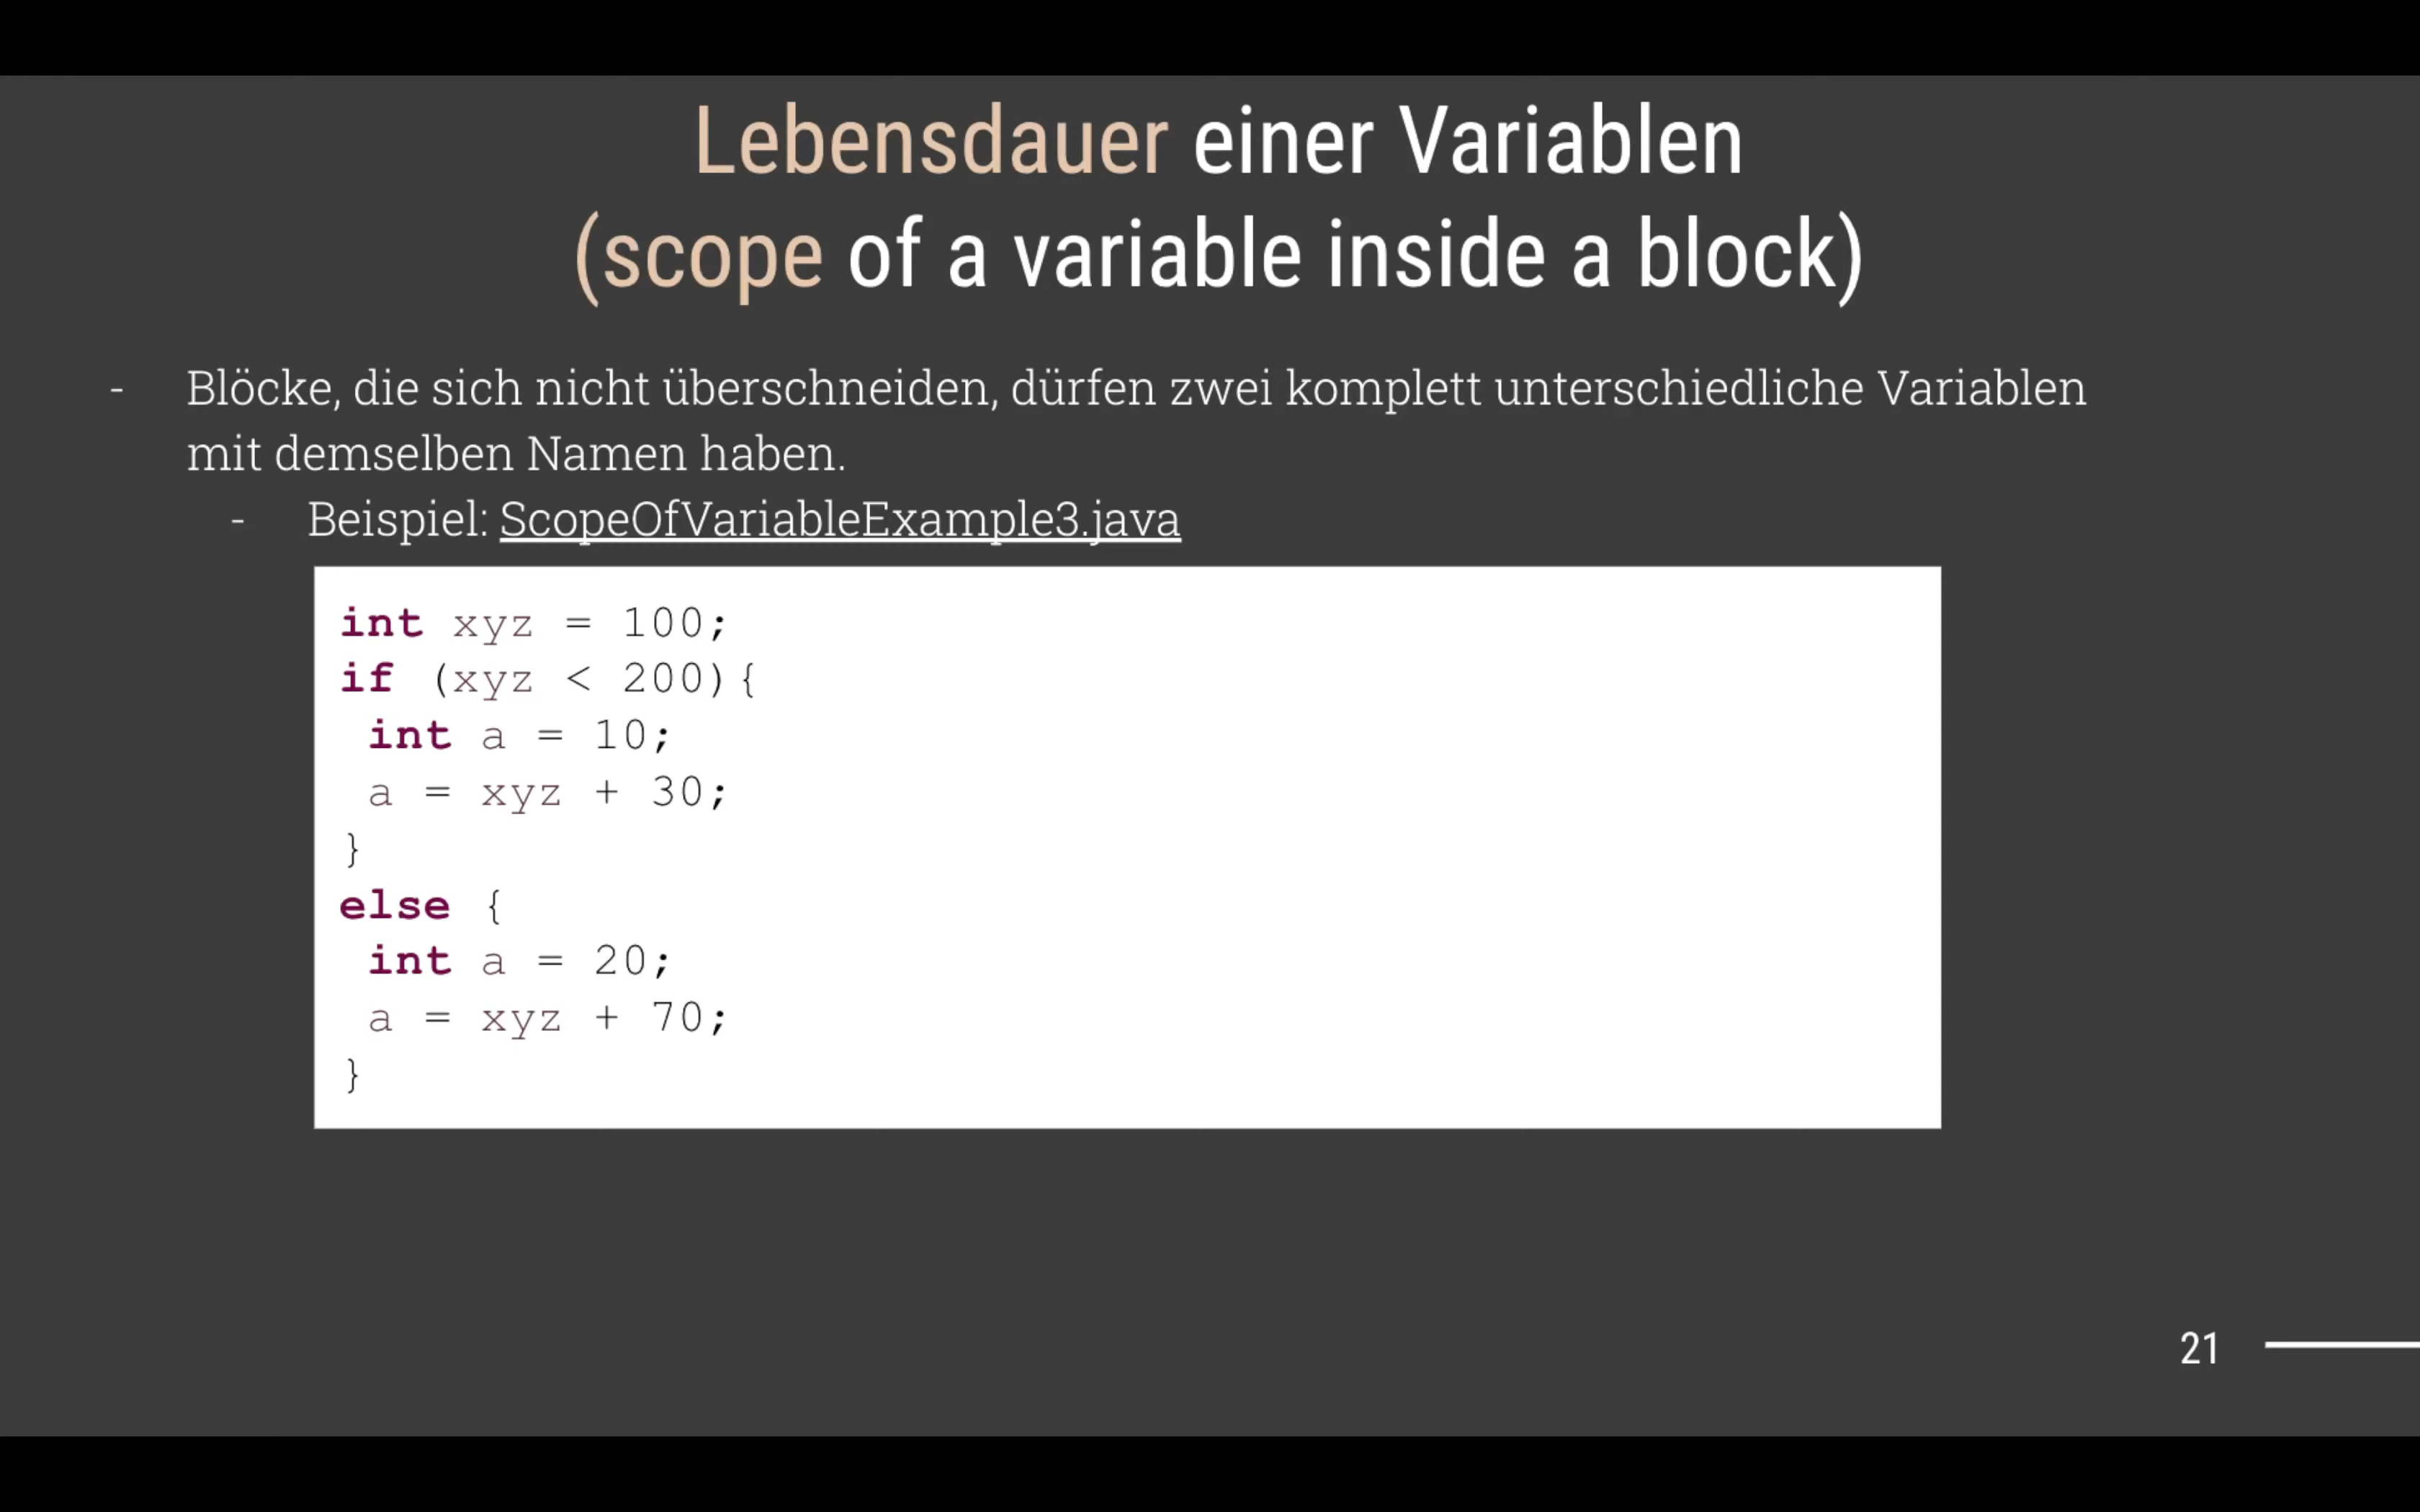 Lebensdauer einer Variablen
(scope of a variable inside a block)
- Blöcke, die sich nicht überschneiden, dürfen zwei komplett unterschiedliche Variablen
mit demselben Namen haben.
- Beispiel: ScopeOfVariableExample3.java
int xyz = 100;
if (xyz < 200){
int a = 10;
a = xyz + 30;
}
else {
int a = 20;
a = xyz + 70;
}
21